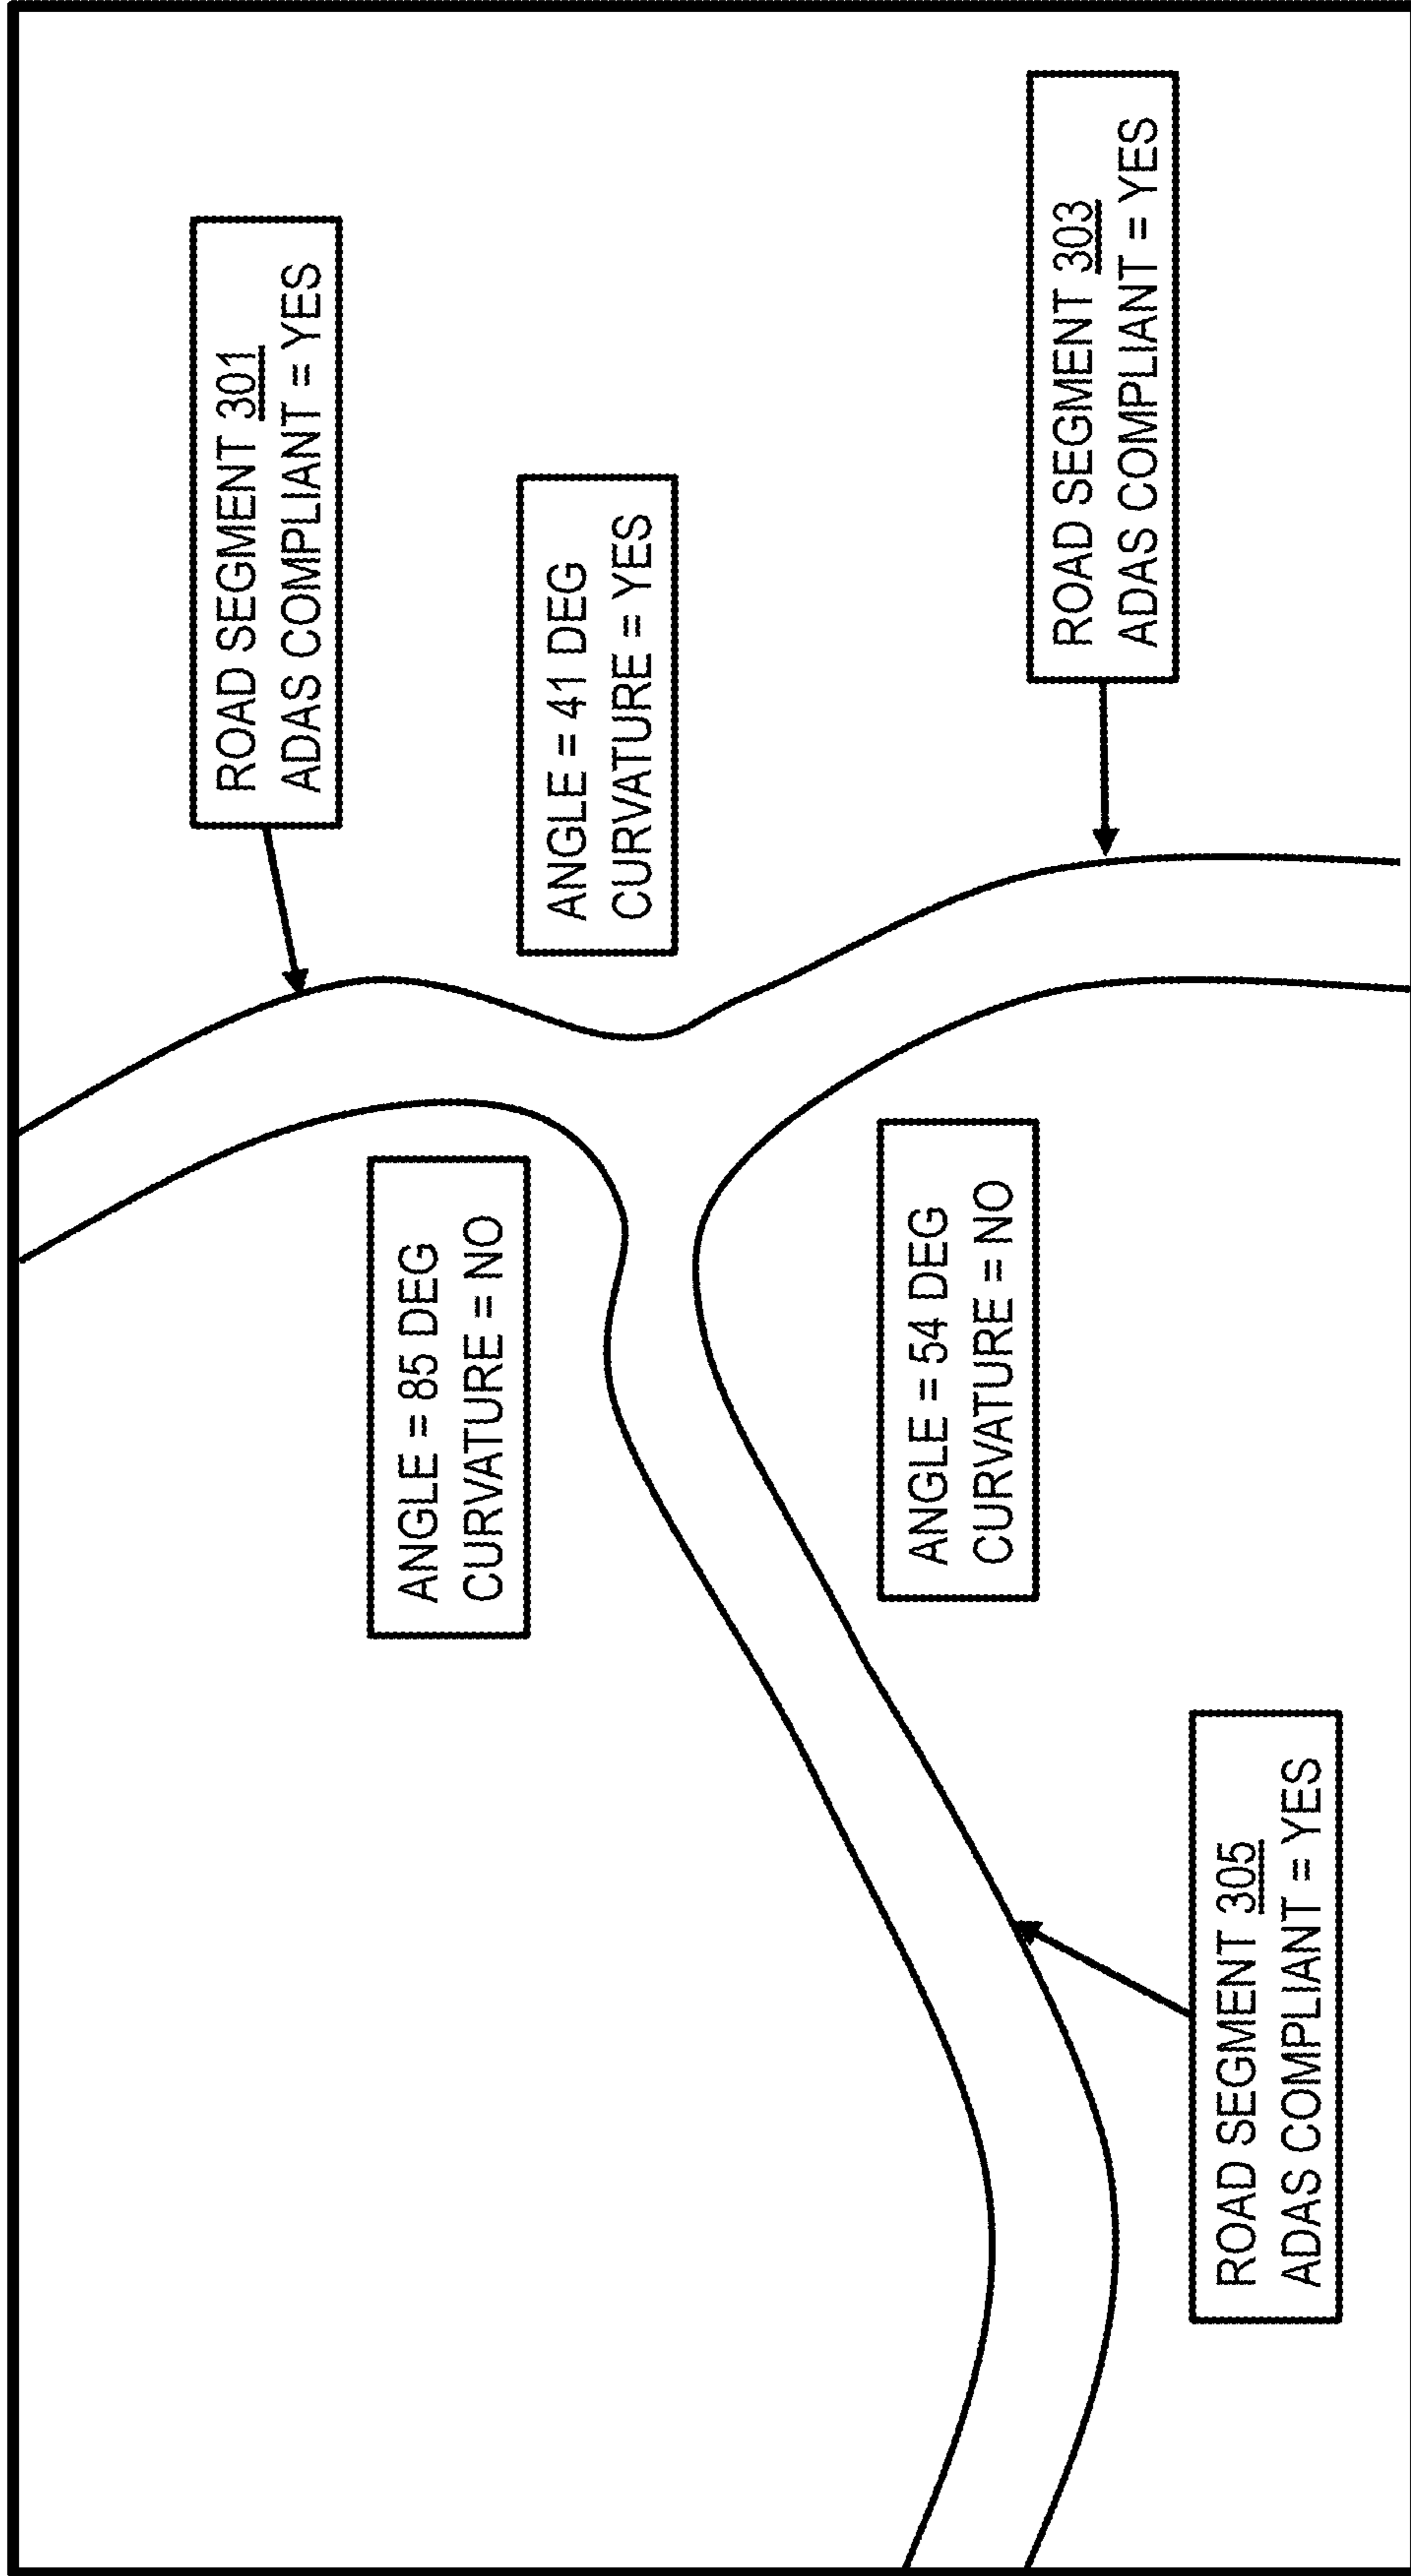 ROAD SEGMENT 301
ADAS COMPLIANT = YES
ANGLE = 85 DEG
CURVATURE = NO
ANGLE = 41 DEG
CURVATURE = YES
ANGLE = 54 DEG
CURVATURE = NO
ROAD SEGMENT 303
ADAS COMPLIANT = YES
ROAD SEGMENT 305
ADAS COMPLIANT = YES